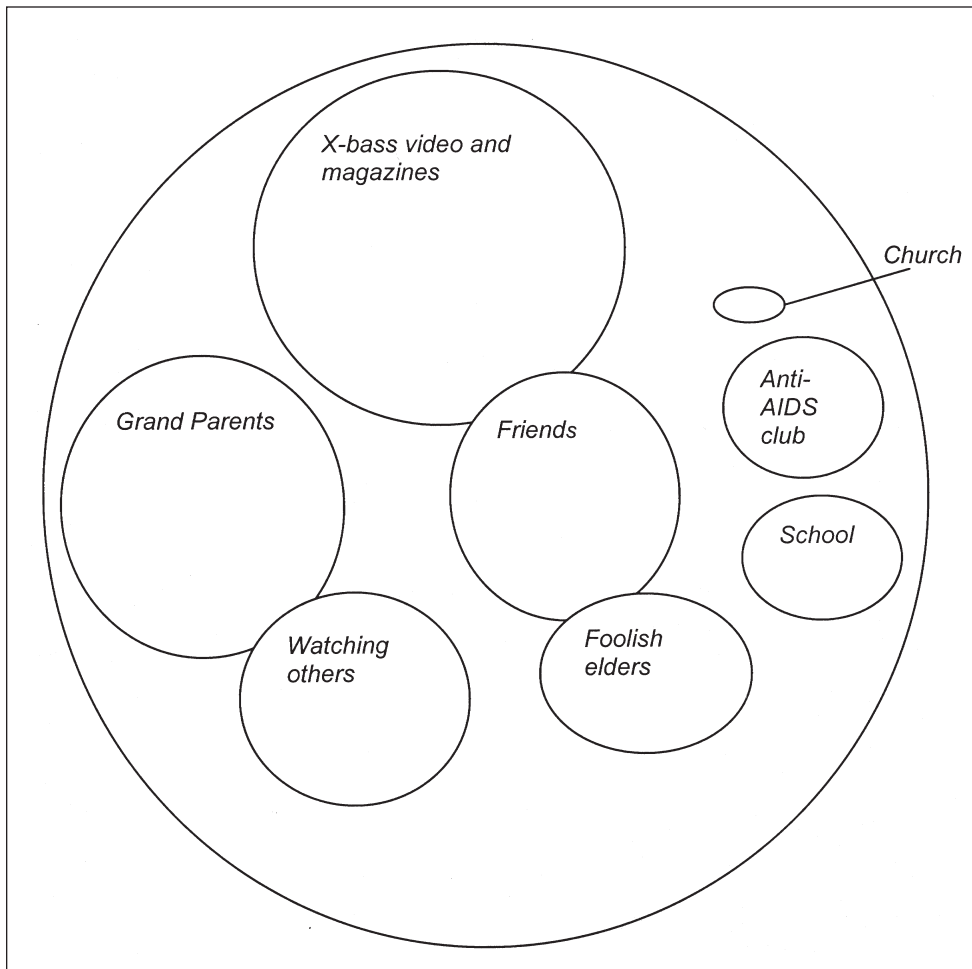 X-bass video and
magazines
Church
Anti-
AIDS
club
Grand Parents
Friends
School
Watching
others
Foolish
elders